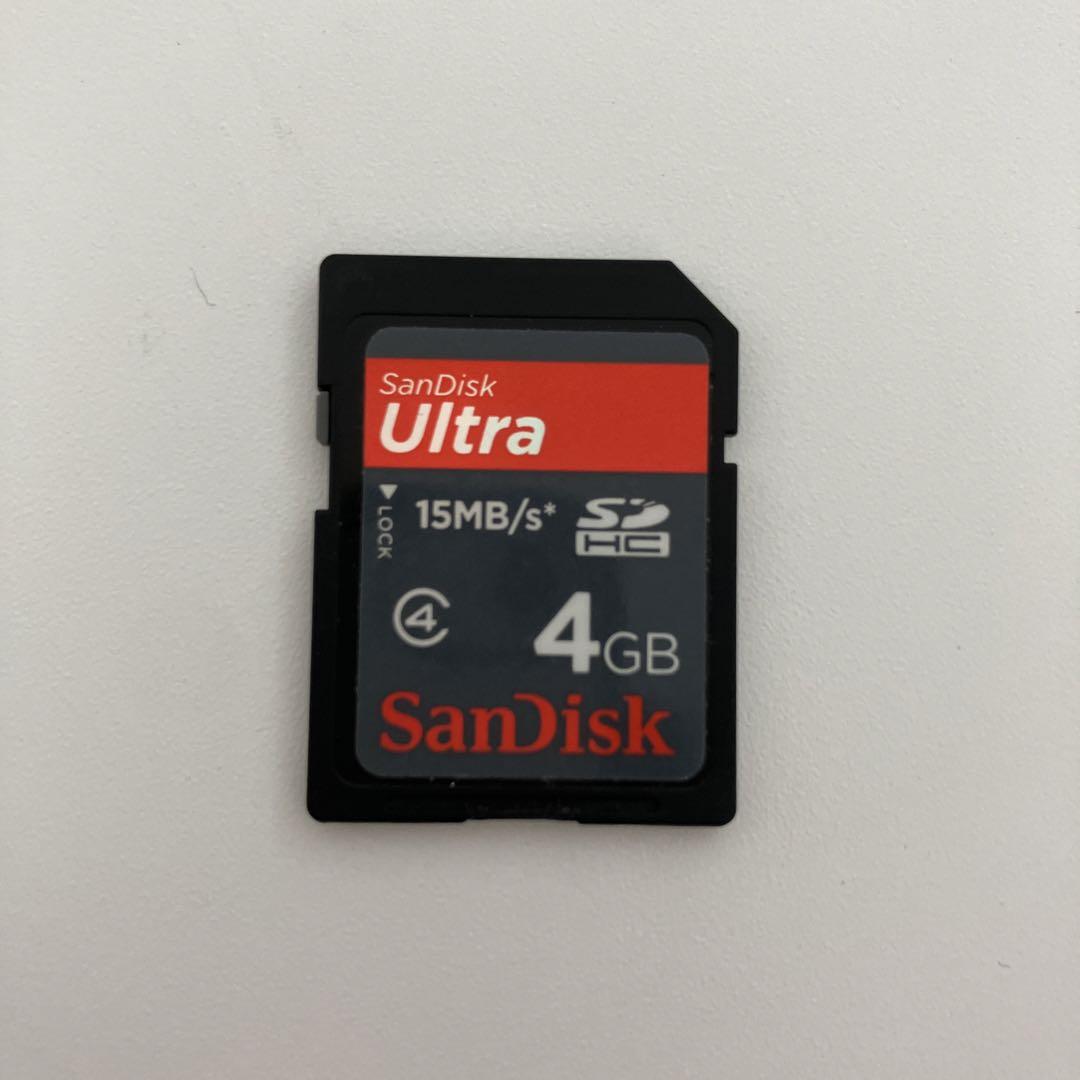 SanDisk
Ultra
LOCK
15MB/s*
SD
HC
4
4GB
SanDisk